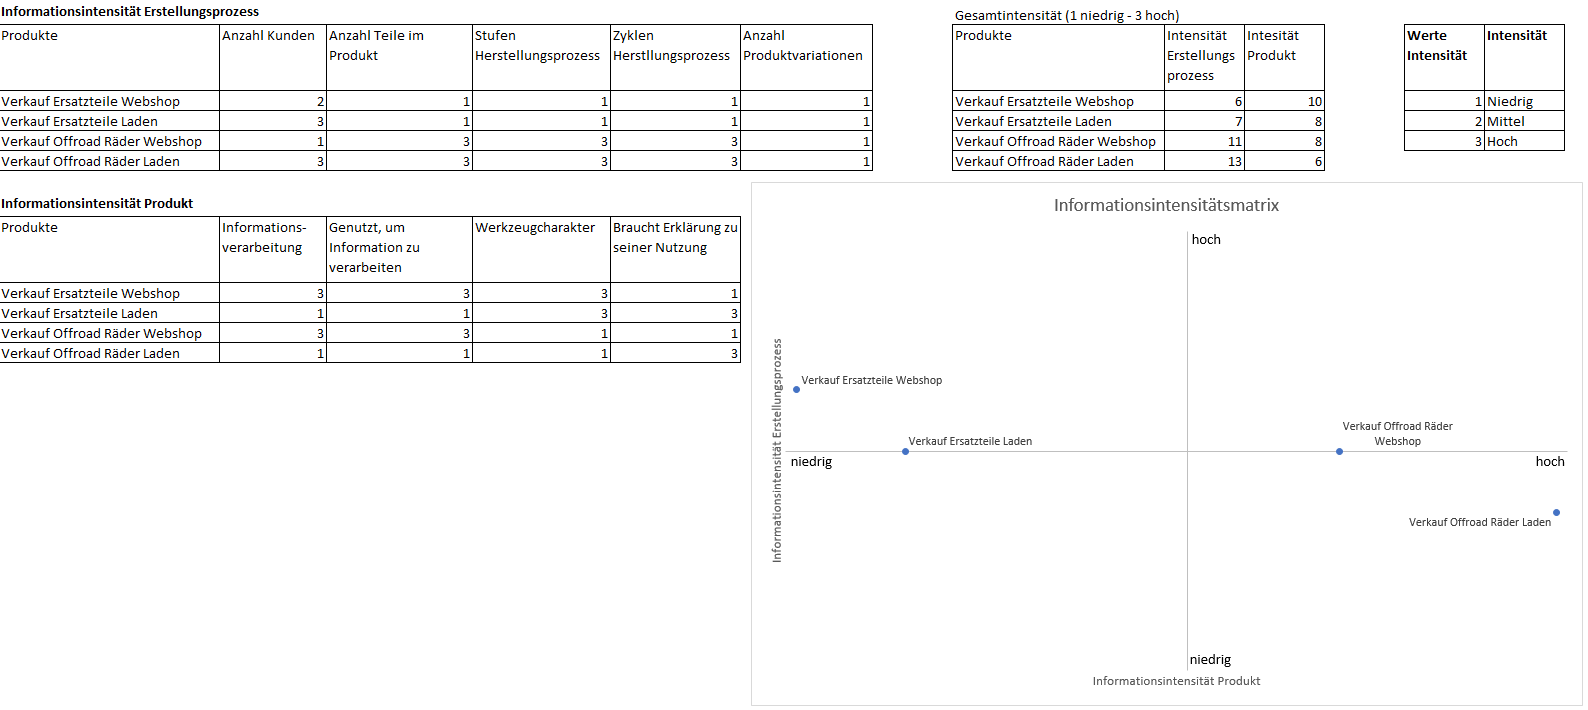 Informationsintensität Erstellungsprozess
Produkte Anzahl Kunden Anzahl Teile im Produkt Stufen Herstellungsprozess Zyklen Herstllungsprozess Anzahl Produktvariationen
Verkauf Ersatzteile Webshop 2 1 1 1 1
Verkauf Ersatzteile Laden 3 1 1 1 1
Verkauf Offroad Räder Webshop 1 3 3 3 1
Verkauf Offroad Räder Laden 3 3 3 3 1
Gesamtintensität (1 niedrig - 3 hoch)
Produkte Intensität Erstellungs prozess Intesität Produkt
Verkauf Ersatzteile Webshop 6 10
Verkauf Ersatzteile Laden 7 8
Verkauf Offroad Räder Webshop 11 8
Verkauf Offroad Räder Laden 13 6
Werte Intensität Intensität
1 Niedrig
2 Mittel
3 Hoch
Informationsintensität Produkt
Produkte Informations- verarbeitung Genutzt, um Information zu verarbeiten Werkzeugcharakter Braucht Erklärung zu seiner Nutzung
Verkauf Ersatzteile Webshop 3 3 3 1
Verkauf Ersatzteile Laden 1 1 3 3
Verkauf Offroad Räder Webshop 3 3 1 1
Verkauf Offroad Räder Laden 1 1 1 3
Informationsintensitätsmatrix
hoch
Informationsintensität Erstellungsprozess
Verkauf Ersatzteile Webshop
Verkauf Ersatzteile Laden
Verkauf Offroad Räder
Webshop
niedrig
hoch
Verkauf Offroad Räder Laden
niedrig
Informationsintensität Produkt